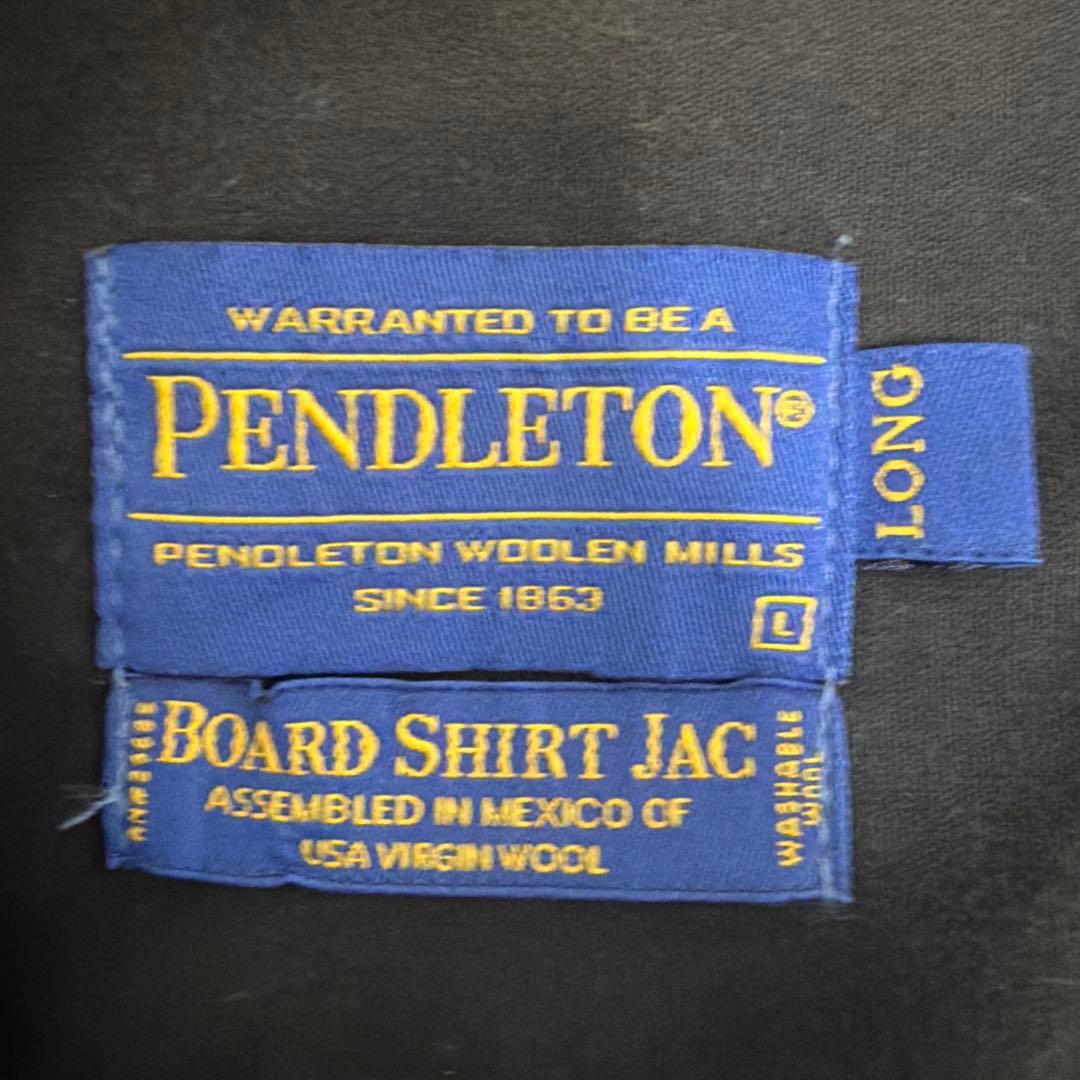 WARRANTED TO BE A
PENDLETON®
PENDLETON WOOLEN MILLS
SINCE 1863
L
LONG
BOARD SHIRT JAC
ASSEMBLED IN MEXICO OF
USA VIRGIN WOOL
WASHABLE
WOOL